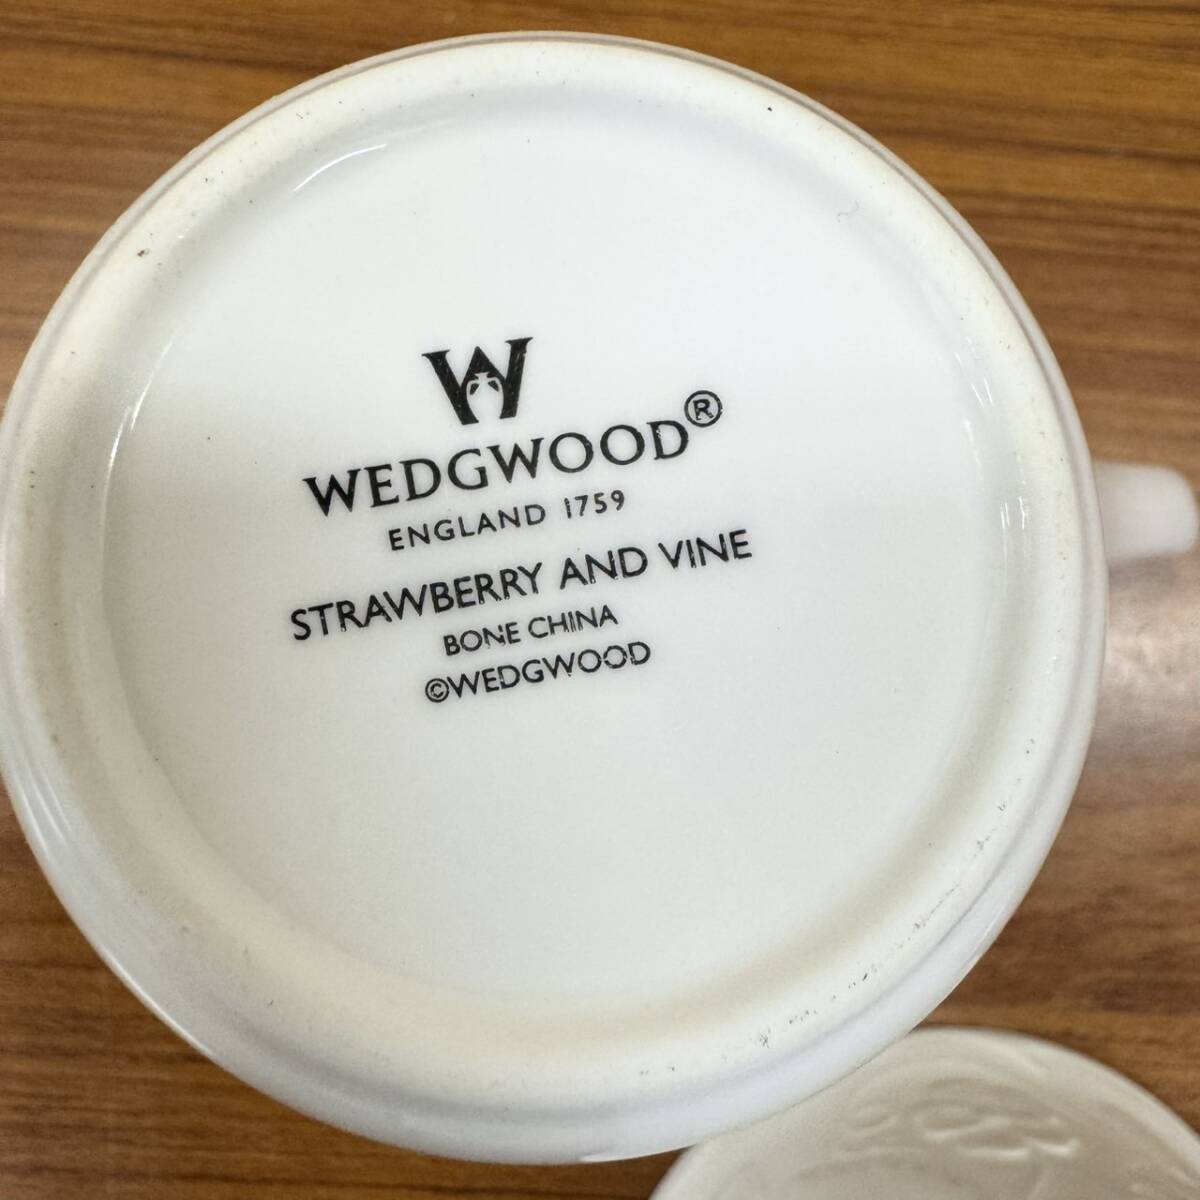 W
WEDGWOOD®
ENGLAND 1759
STRAWBERRY AND VINE
BONE CHINA
©WEDGWOOD